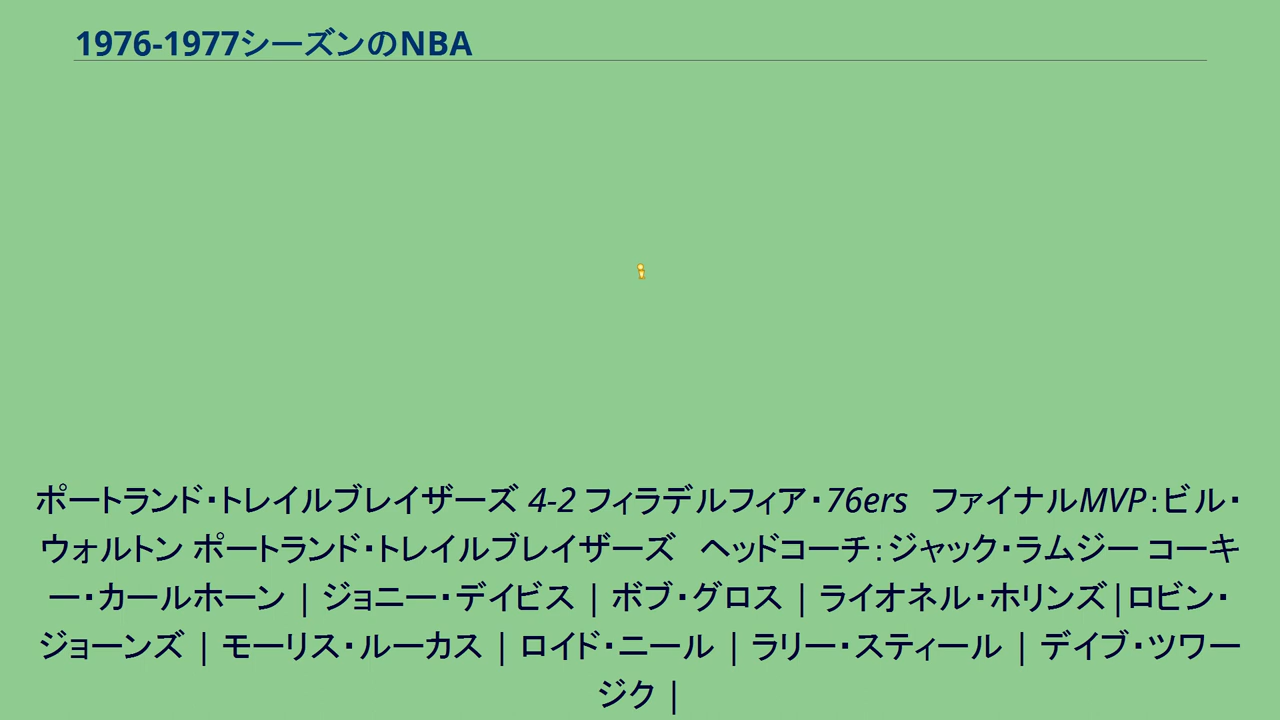 1976-1977シーズンのNBA
ポートランド・トレイルブレイザーズ 4-2 フィラデルフィア・76ers ファイナルMVP:ビル・
ウォルトン ポートランド・トレイルブレイザーズ ヘッドコーチ:ジャック・ラムジー コーキ
ー・カールホーン | ジョニー・デイビス | ボブ・グロス | ライオネル・ホリンズ|ロビン・
ジョーンズ | モーリス・ルーカス | ロイド・ニール | ラリー・スティール | デイブ・ツワー
ジク |